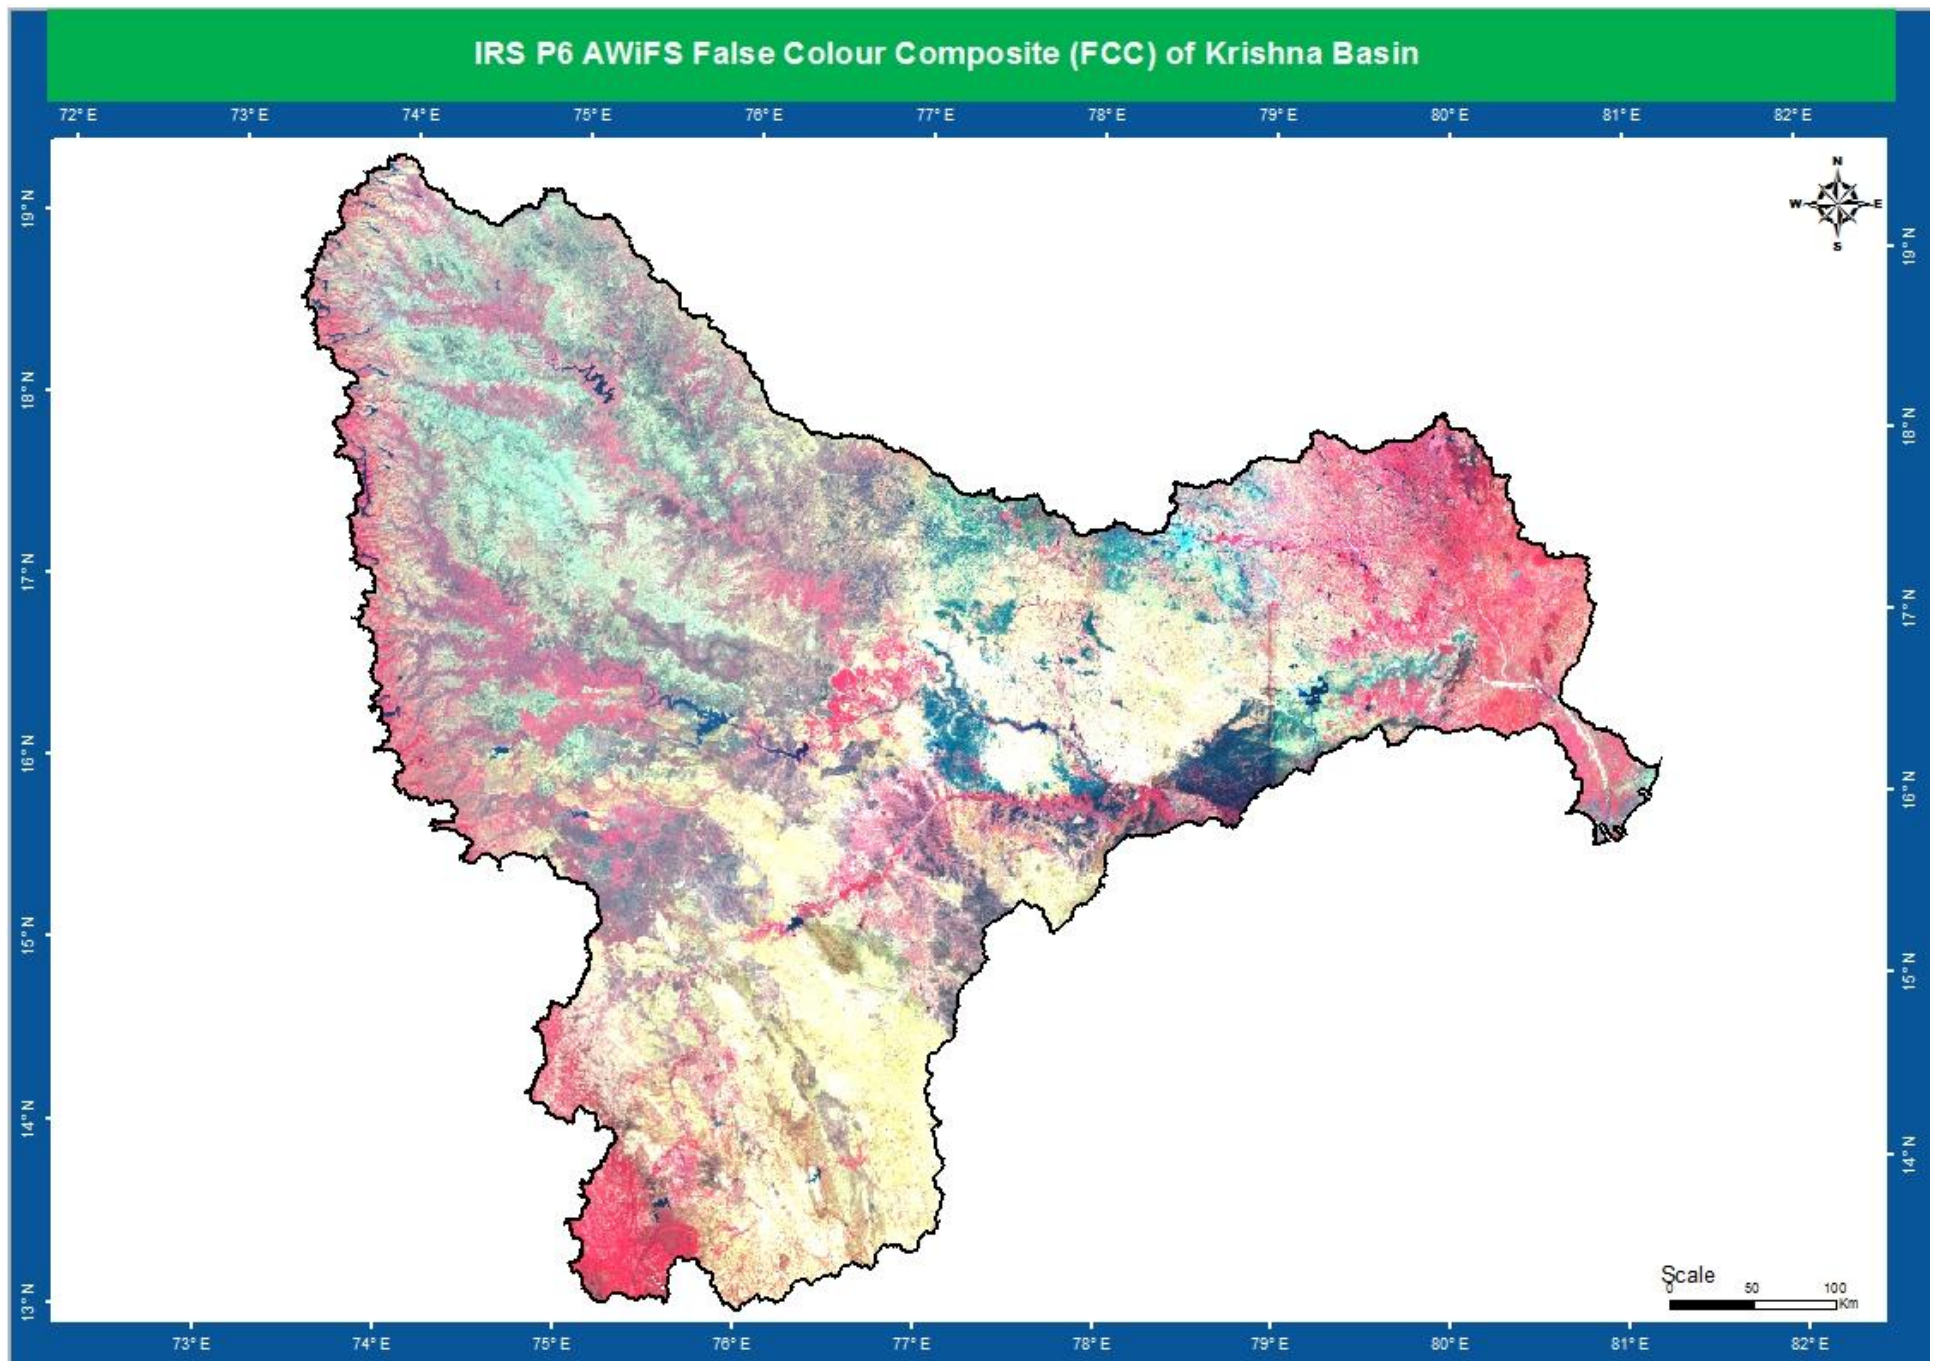 IRS P6 AWiFS False Colour Composite (FCC) of Krishna Basin
72° E 73° E 74° E 75° E 76° E 77° E 78° E 79° E 80° E 81° E 82° E
N
W E
S
19° N
18° N
17° N
16° N
15° N
14° N
13° N
19° N
18° N
17° N
16° N
15° N
14° N
Scale
0 50 100
Km
73° E 74° E 75° E 76° E 77° E 78° E 79° E 80° E 81° E 82° E